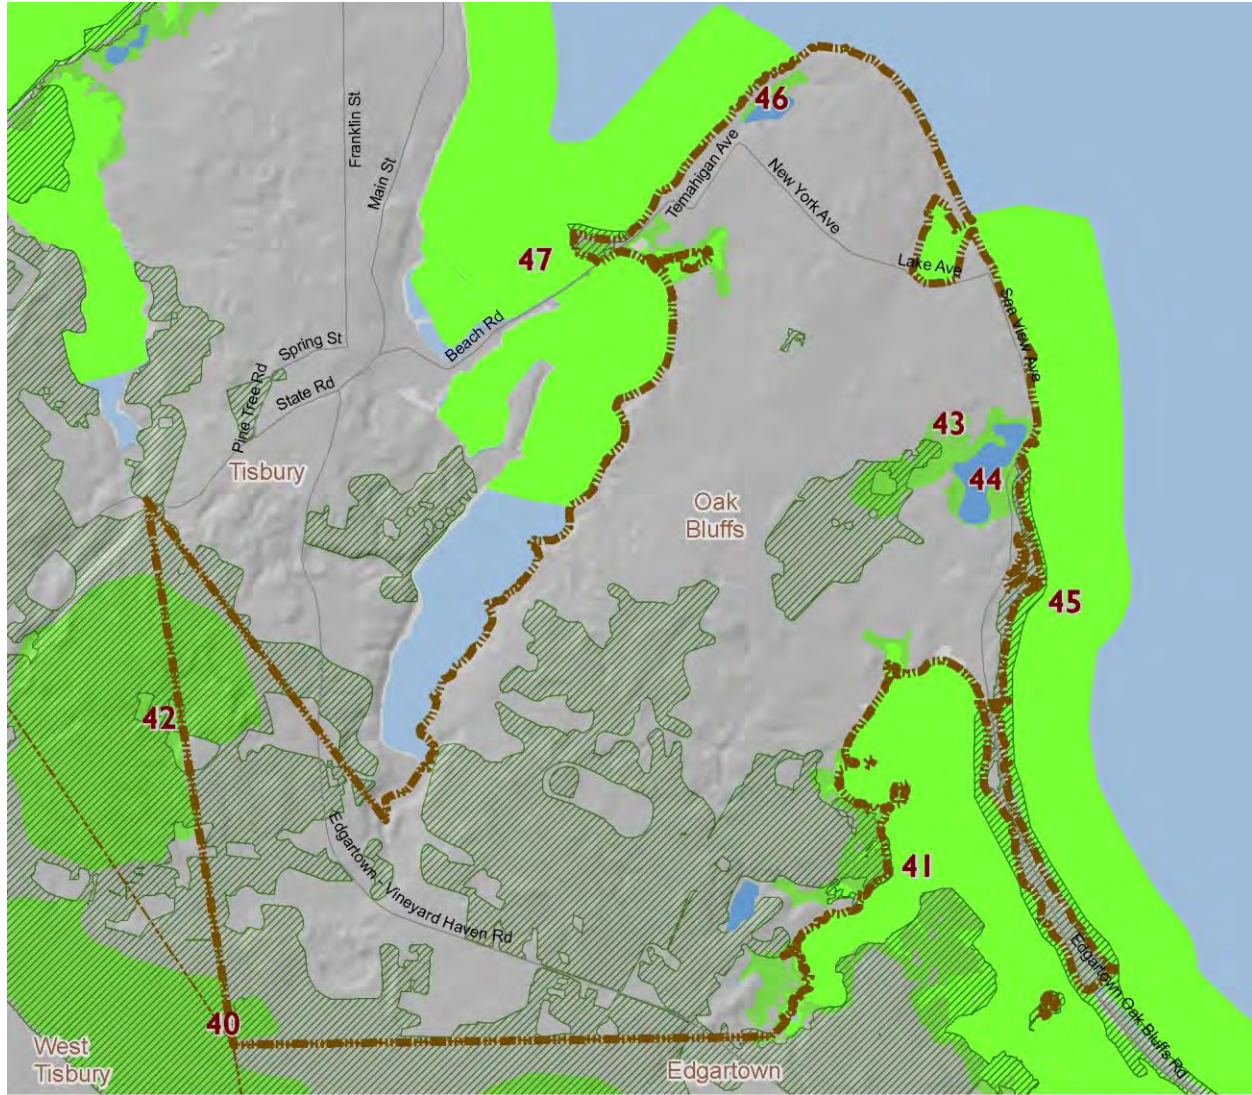 46
Franklin St
Main St
Temahigan Ave
New York Ave
47
Lake Ave
Sea View Ave
Beach Rd
Spring St
Pine Tree Rd
State Rd
Tisbury
43
44
Oak
Bluffs
45
42
41
Edgartown - Vineyard Haven Rd
Edgartown Oak Bluffs Rd
40
West
Tisbury
Edgartown